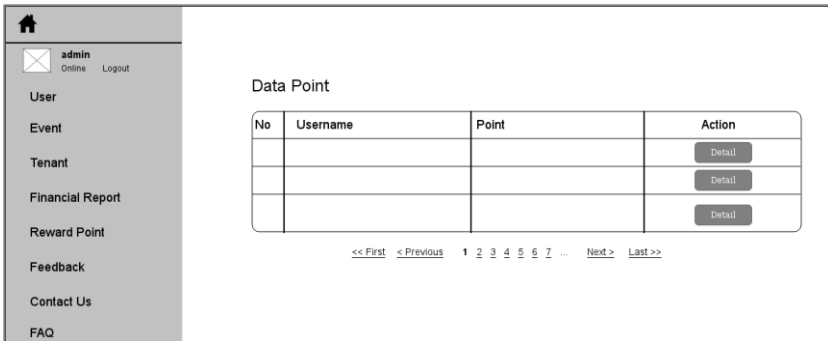 admin
Online Logout
User
Event
Tenant
Financial Report
Reward Point
Feedback
Contact Us
FAQ
Data Point
No Username Point Action
Detail
Detail
Detail
<< First < Previous 1 2 3 4 5 6 7 ... Next > Last >>